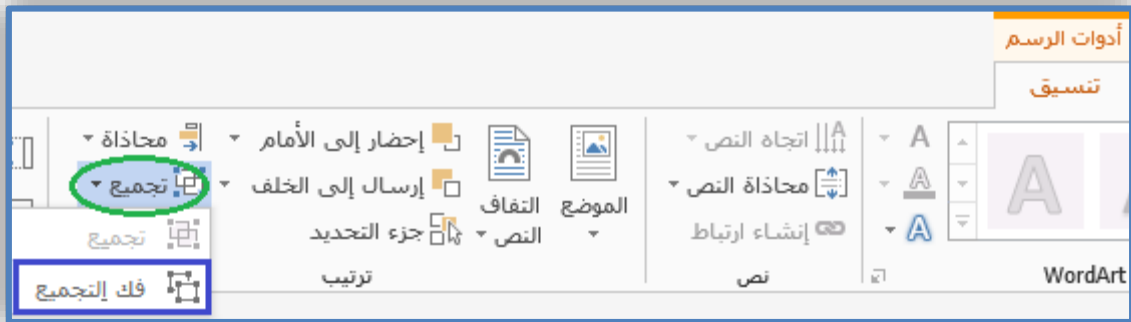 أدوات الرسم
تنسيق
A
A
A
A
WordArt
اتجاه النص
محاذاة النص
إنشاء ارتباط
نص
الموضع
التفاف
النص
إحضار إلى الأمام
إرسال إلى الخلف
جزء التحديد
ترتيب
محاذاة
تجميع
تجميع
فك إلتجميع